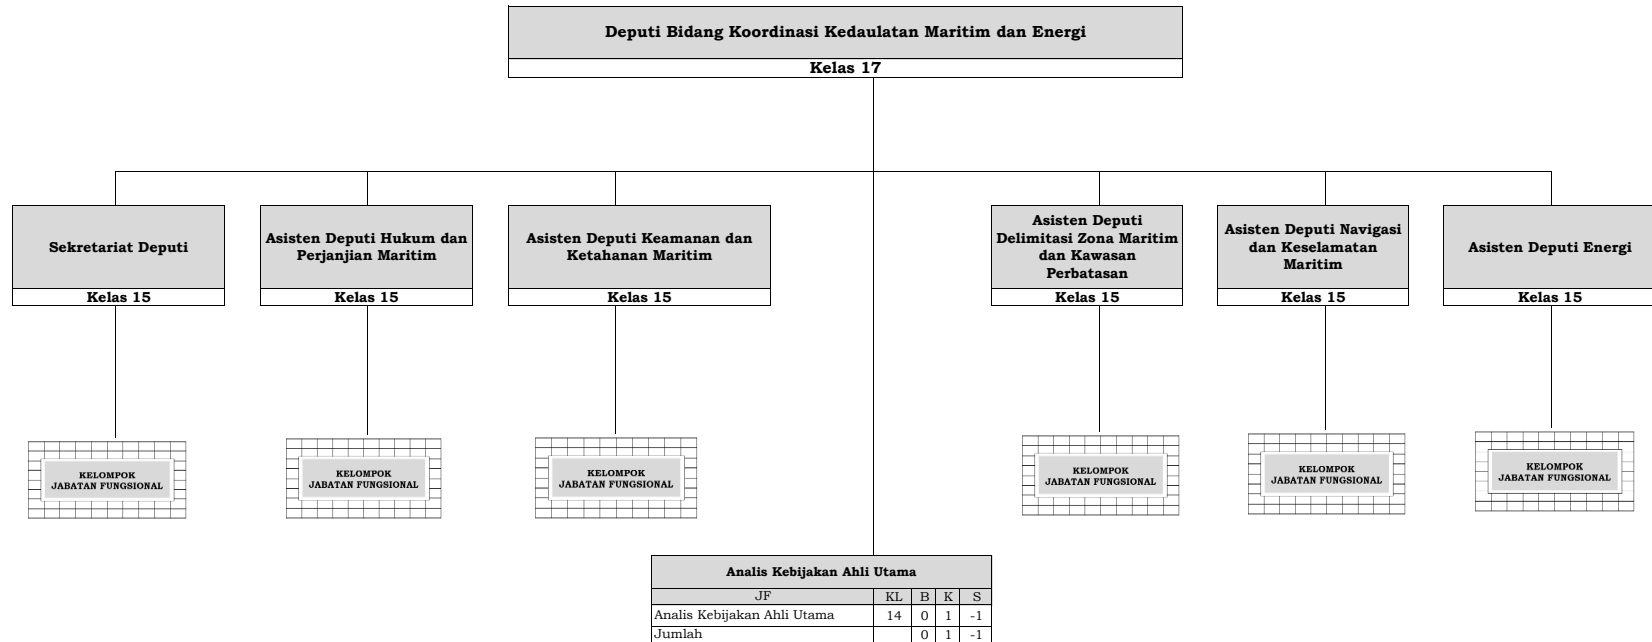 Deputi Bidang Koordinasi Kedaulatan Maritim dan Energi
Kelas 17
Sekretariat Deputi
Kelas 15
Asisten Deputi Hukum dan
Perjanjian Maritim
Kelas 15
Asisten Deputi Keamanan dan
Ketahanan Maritim
Kelas 15
Asisten Deputi
Delimitasi Zona Maritim
dan Kawasan
Perbatasan
Kelas 15
Asisten Deputi Navigasi
dan Keselamatan
Maritim
Kelas 15
Asisten Deputi Energi
Kelas 15
KELOMPOK
JABATAN FUNGSIONAL
KELOMPOK
JABATAN FUNGSIONAL
KELOMPOK
JABATAN FUNGSIONAL
KELOMPOK
JABATAN FUNGSIONAL
KELOMPOK
JABATAN FUNGSIONAL
KELOMPOK
JABATAN FUNGSIONAL
Analis Kebijakan Ahli Utama
JF KL B K S
Analis Kebijakan Ahli Utama 14 0 1 -1
Jumlah 0 1 -1